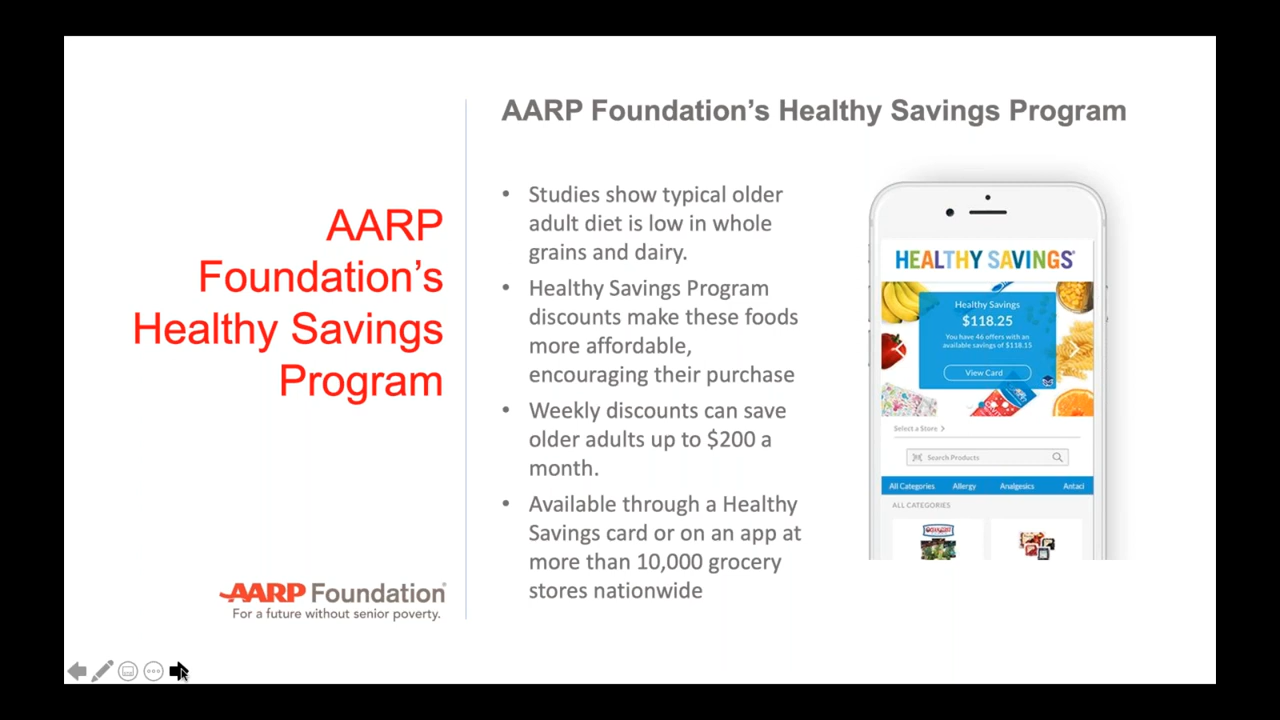 AARP
Foundation’s
Healthy Savings
Program
AARP Foundation®
For a future without senior poverty.
AARP Foundation’s Healthy Savings Program
• Studies show typical older
adult diet is low in whole
grains and dairy.
• Healthy Savings Program
discounts make these foods
more affordable,
encouraging their purchase
• Weekly discounts can save
older adults up to $200 a
month.
• Available through a Healthy
Savings card or on an app at
more than 10,000 grocery
stores nationwide
HEALTHY SAVINGS®
Healthy Savings
$118.25
You have 46 offers with an
available savings of $118.15
View Card
Select a Store >
Search Products
All Categories Allergy Analgesics Antaci
ALL CATEGORIES